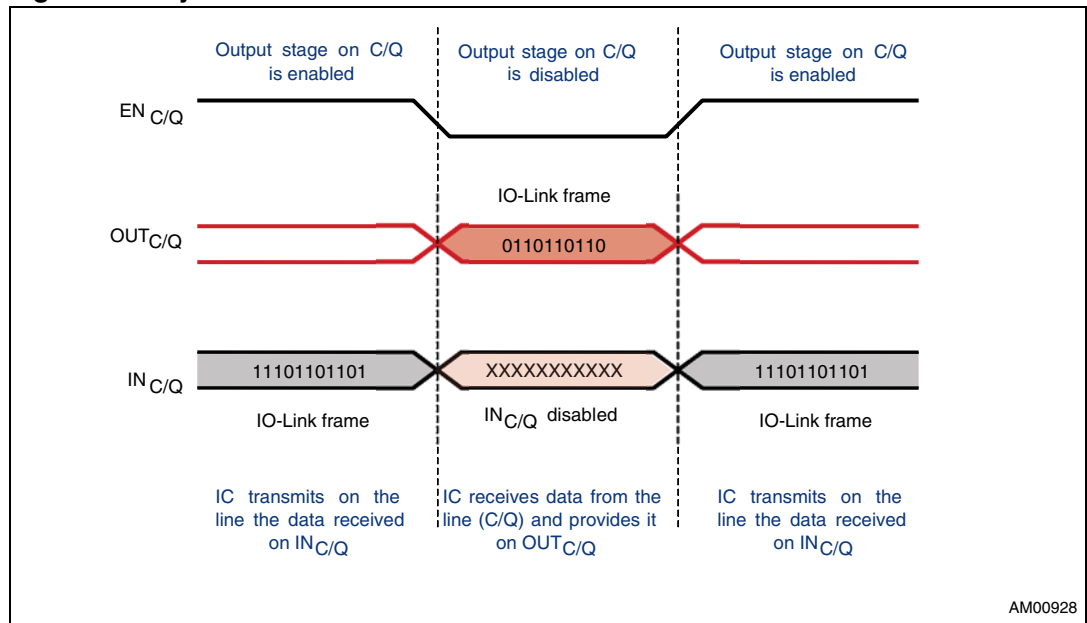 Output stage on C/Q
is enabled
Output stage on C/Q
is disabled
Output stage on C/Q
is enabled
EN C/Q
IO-Link frame
OUTC/Q
0110110110
INC/Q
11101101101
XXXXXXXXXXX
11101101101
IO-Link frame
INC/Q disabled
IO-Link frame
IC transmits on the
line the data received
on INC/Q
IC receives data from the
line (C/Q) and provides it
on OUTC/Q
IC transmits on the
line the data received
on INC/Q
AM00928